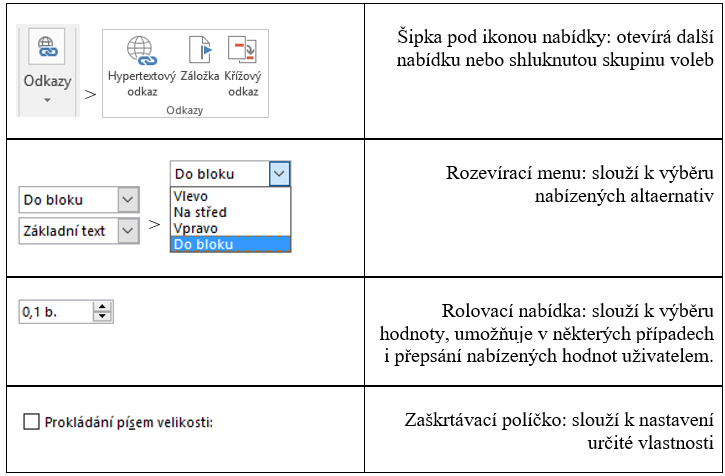 Odkazy
>
Hypertextový odkaz
Záložka
Křížový odkaz
Odkazy
Šipka pod ikonou nabídky: otevírá další
nabídku nebo shluknutou skupinu voleb
Do bloku
Základní text
>
Do bloku
Vlevo
Na střed
Vpravo
Do bloku
Rozevírací menu: slouží k výběru
nabízených altaernativ
0,1 b.
Rolovací nabídka: slouží k výběru
hodnoty, umožňuje v některých případech
i přepsání nabízených hodnot uživatelem.
Prokládání písem velikosti:
Zaškrtávací políčko: slouží k nastavení
určité vlastnosti